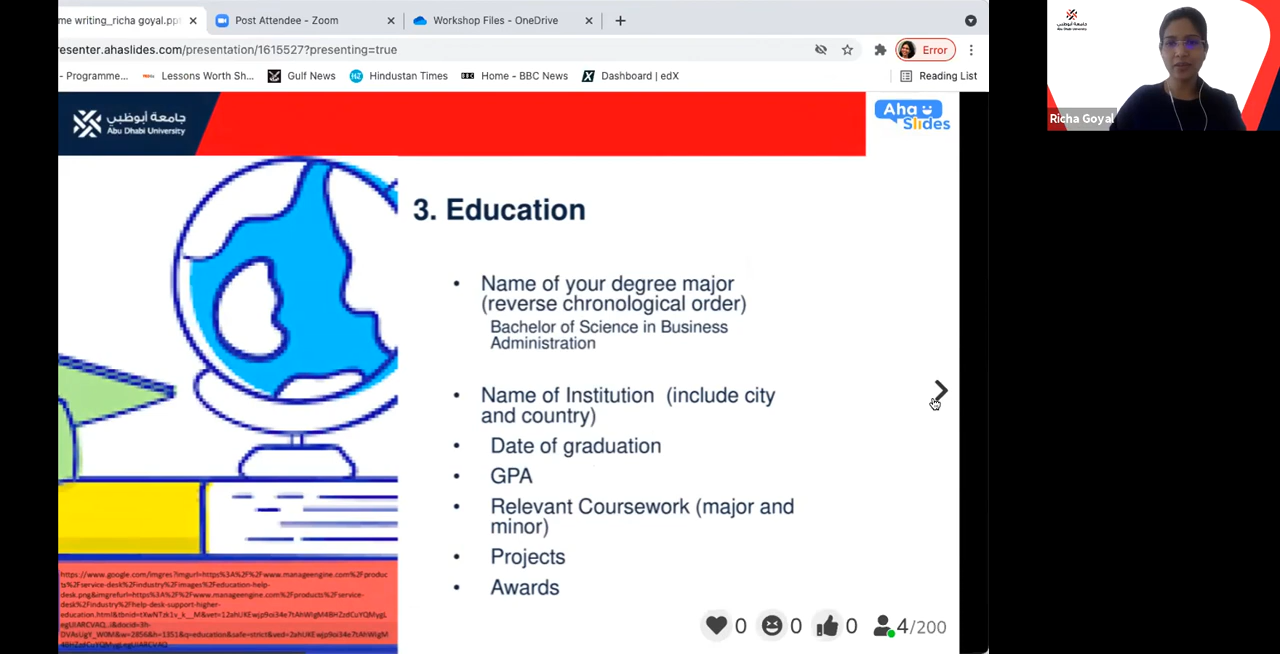 me writing_richa goyal.pp
Post Attendee - Zoom
Workshop Files - OneDrive
resenter.ahaslides.com/presentation/1615527?presenting=true
Error
- Programme...
Lessons Worth Sh...
Gulf News
HZ
Hindustan Times
BBC
Home - BBC News
Dashboard | edX
Reading List
جامعة أبوظبي
Abu Dhabi University
Aha
Slides
3. Education
• Name of your degree major
(reverse chronological order)
Bachelor of Science in Business
Administration
• Name of Institution (include city
and country)
• Date of graduation
• GPA
• Relevant Coursework (major and
minor)
• Projects
• Awards
0
0
0
4/200
جامعة أبوظبي
Abu Dhabi University
Richa Goyal